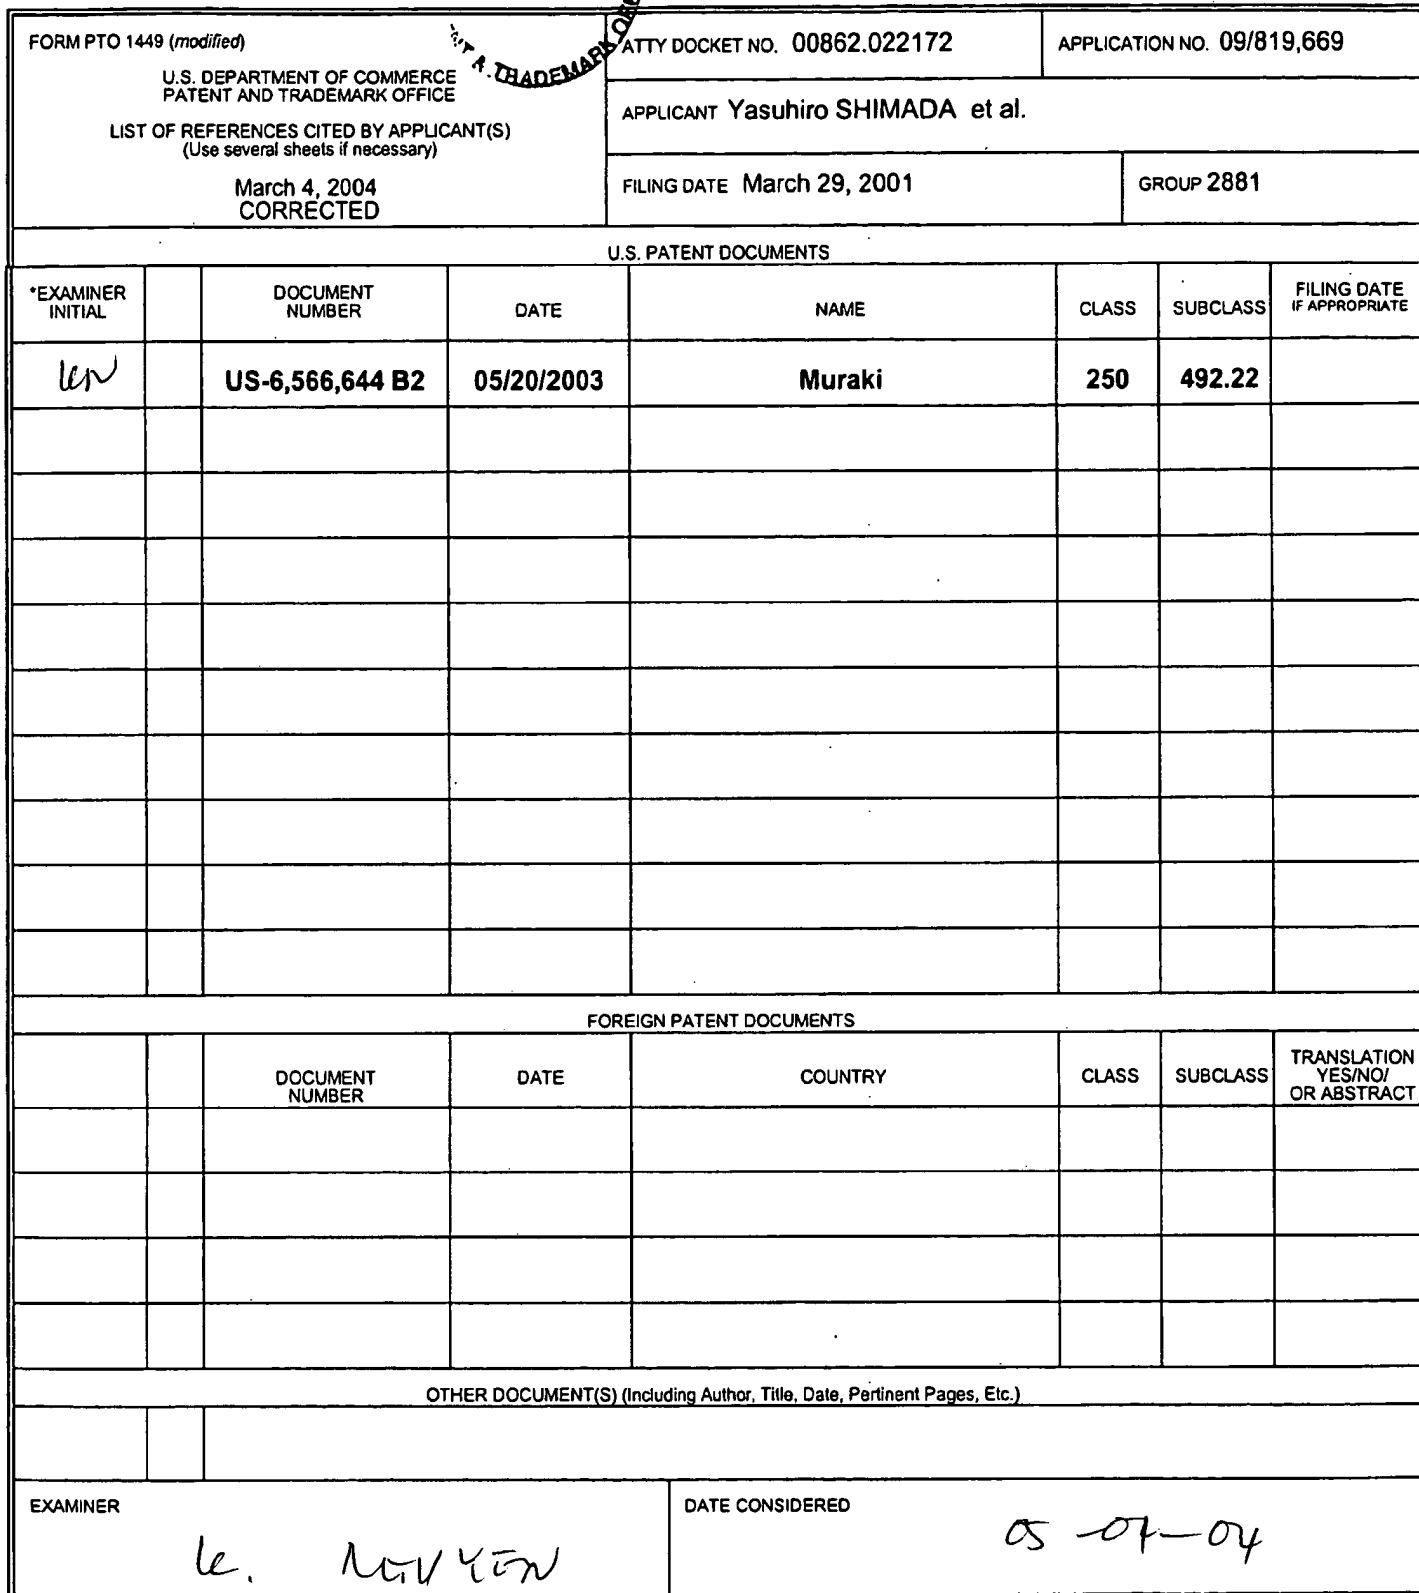 FORM PTO 1449 (modified)
U.S. DEPARTMENT OF COMMERCE
PATENT AND TRADEMARK OFFICE
LIST OF REFERENCES CITED BY APPLICANT(S)
(Use several sheets if necessary)
March 4, 2004
CORRECTED
TRADEMARK
ATTY DOCKET NO. 00862.022172
APPLICATION NO. 09/819,669
APPLICANT Yasuhiro SHIMADA et al.
FILING DATE March 29, 2001
GROUP 2881
U.S. PATENT DOCUMENTS
*EXAMINER
INITIAL
DOCUMENT
NUMBER
DATE
NAME
CLASS
SUBCLASS
FILING DATE
IF APPROPRIATE
KN
US-6,566,644 B2
05/20/2003
Muraki
250
492.22
FOREIGN PATENT DOCUMENTS
DOCUMENT
NUMBER
DATE
COUNTRY
CLASS
SUBCLASS
TRANSLATION
YES/NO/
OR ABSTRACT
OTHER DOCUMENT(S) (Including Author, Title, Date, Pertinent Pages, Etc.)
EXAMINER
K.
DATE CONSIDERED